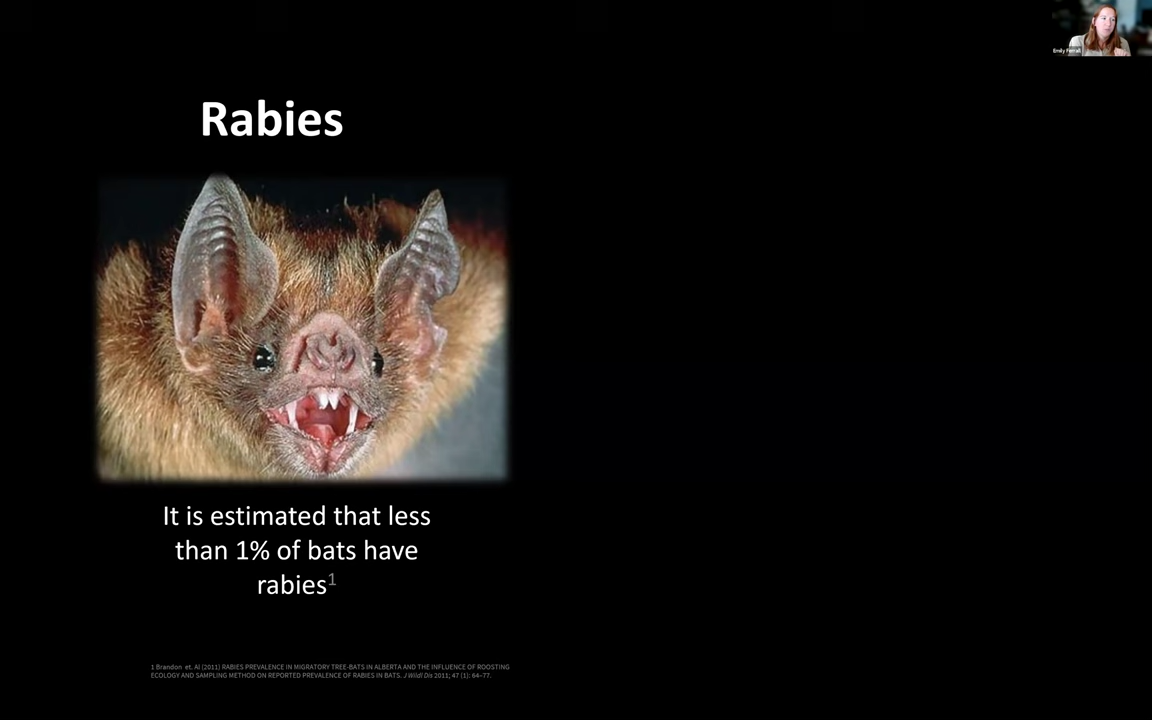 Emily Ferrall
Rabies
It is estimated that less
than 1% of bats have
rabies1
1 Brandon et. Al (2011) RABIES PREVALENCE IN MIGRATORY TREE-BATS IN ALBERTA AND THE INFLUENCE OF ROOSTING
ECOLOGY AND SAMPLING METHOD ON REPORTED PREVALENCE OF RABIES IN BATS. J Wildl Dis 2011; 47 (1): 64–77.